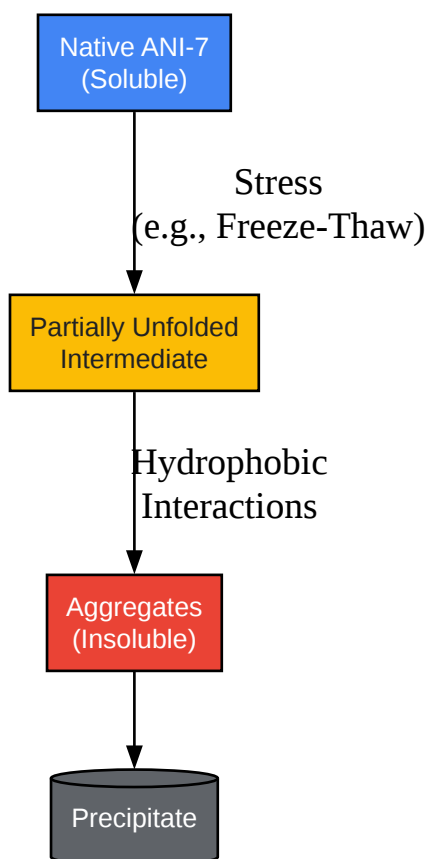 Native ANI-7
(Soluble)
Stress
(e.g., Freeze-Thaw)
Partially Unfolded
Intermediate
Hydrophobic
Interactions
Aggregates
(Insoluble)
Precipitate